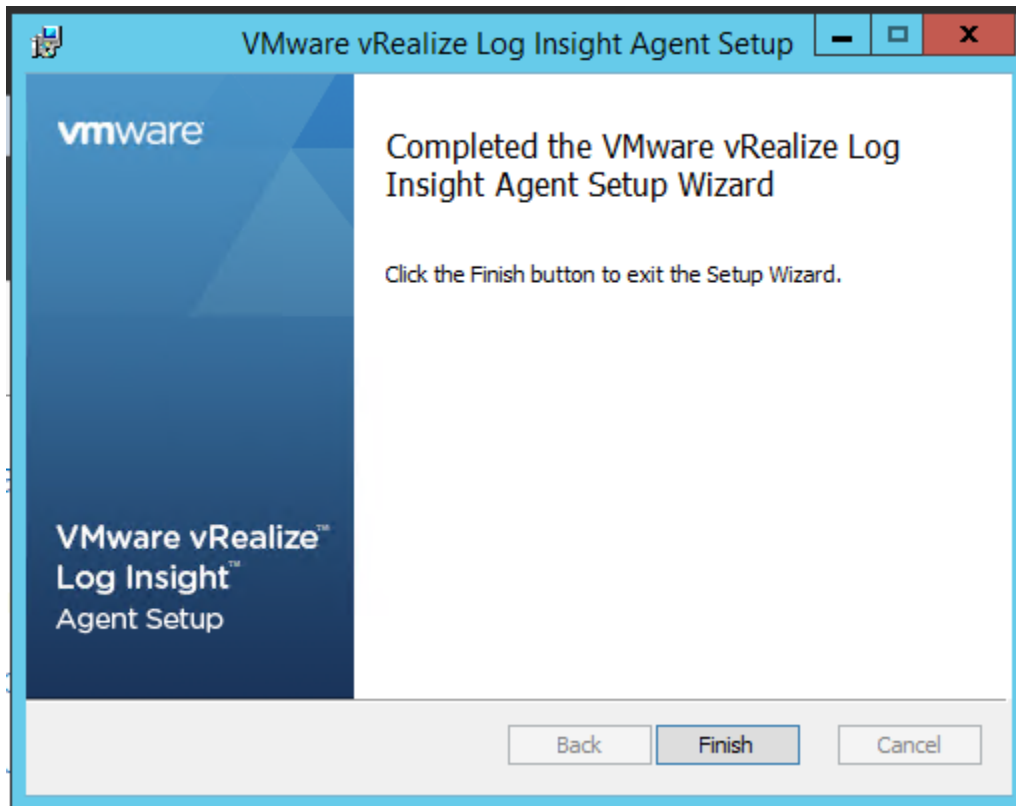 VMware vRealize Log Insight Agent Setup
vmware
Completed the VMware vRealize Log
Insight Agent Setup Wizard
Click the Finish button to exit the Setup Wizard.
VMware vRealize™
Log Insight™
Agent Setup
Back
Finish
Cancel